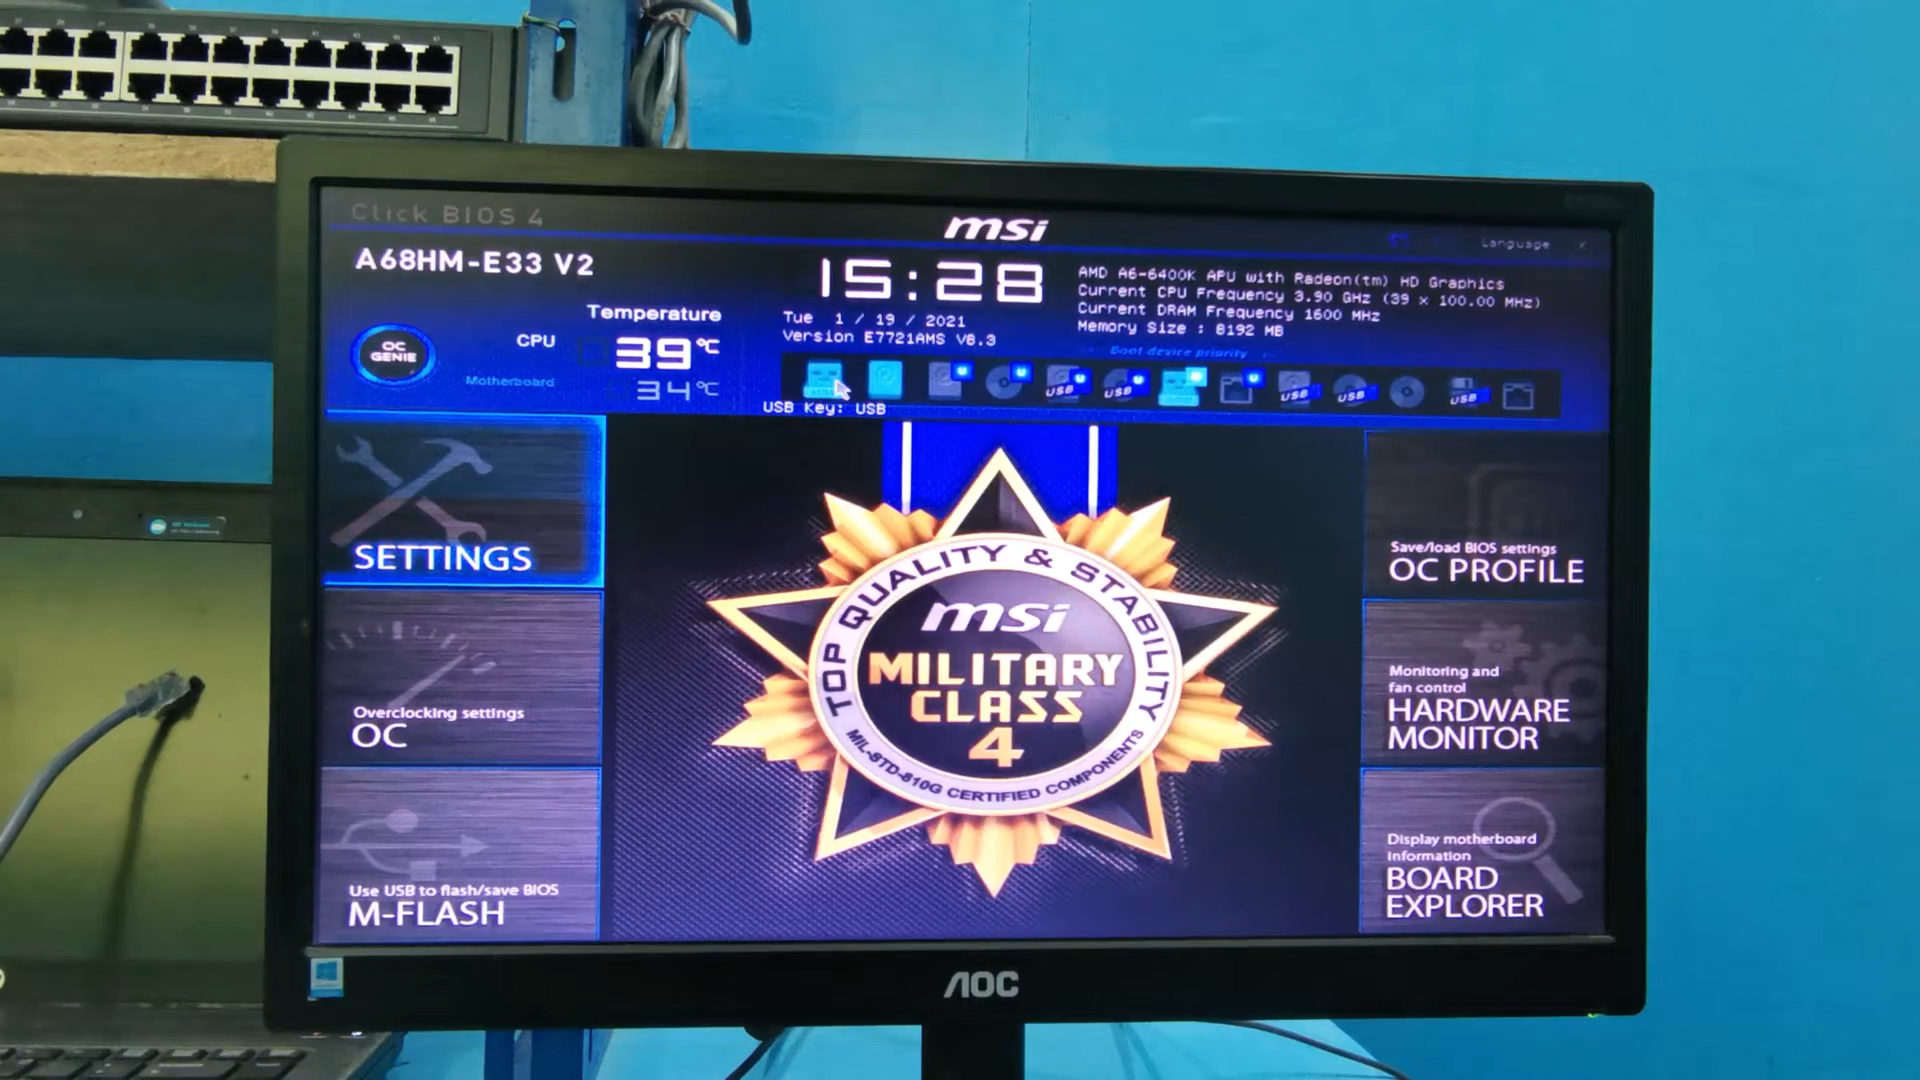 Click BIOS 4
msi
Language
A68HM-E33 V2
15:28
AMD A6-6400K APU with Radeon(tm) HD Graphics
Current CPU Frequency 3.90 GHz (39 x 100.00 MHz)
Current DRAM Frequency 1600 MHz
Memory Size : 8192 MB
Temperature
Tue 1 / 19 / 2021
Version E7721AMS V8.3
OC
GENIE
CPU
39°C
Motherboard
34°C
Boot device priority
USB
USB
USB
USB
USB
USB Key: USB
SETTINGS
Overclocking settings
OC
Use USB to flash/save BIOS
M-FLASH
TOP QUALITY & STABILITY
msi
MILITARY
CLASS
4
MIL-STD-810G CERTIFIED COMPONENTS
Save/load BIOS settings
OC PROFILE
Monitoring and
fan control
HARDWARE
MONITOR
Display motherboard
information
BOARD
EXPLORER
AOC